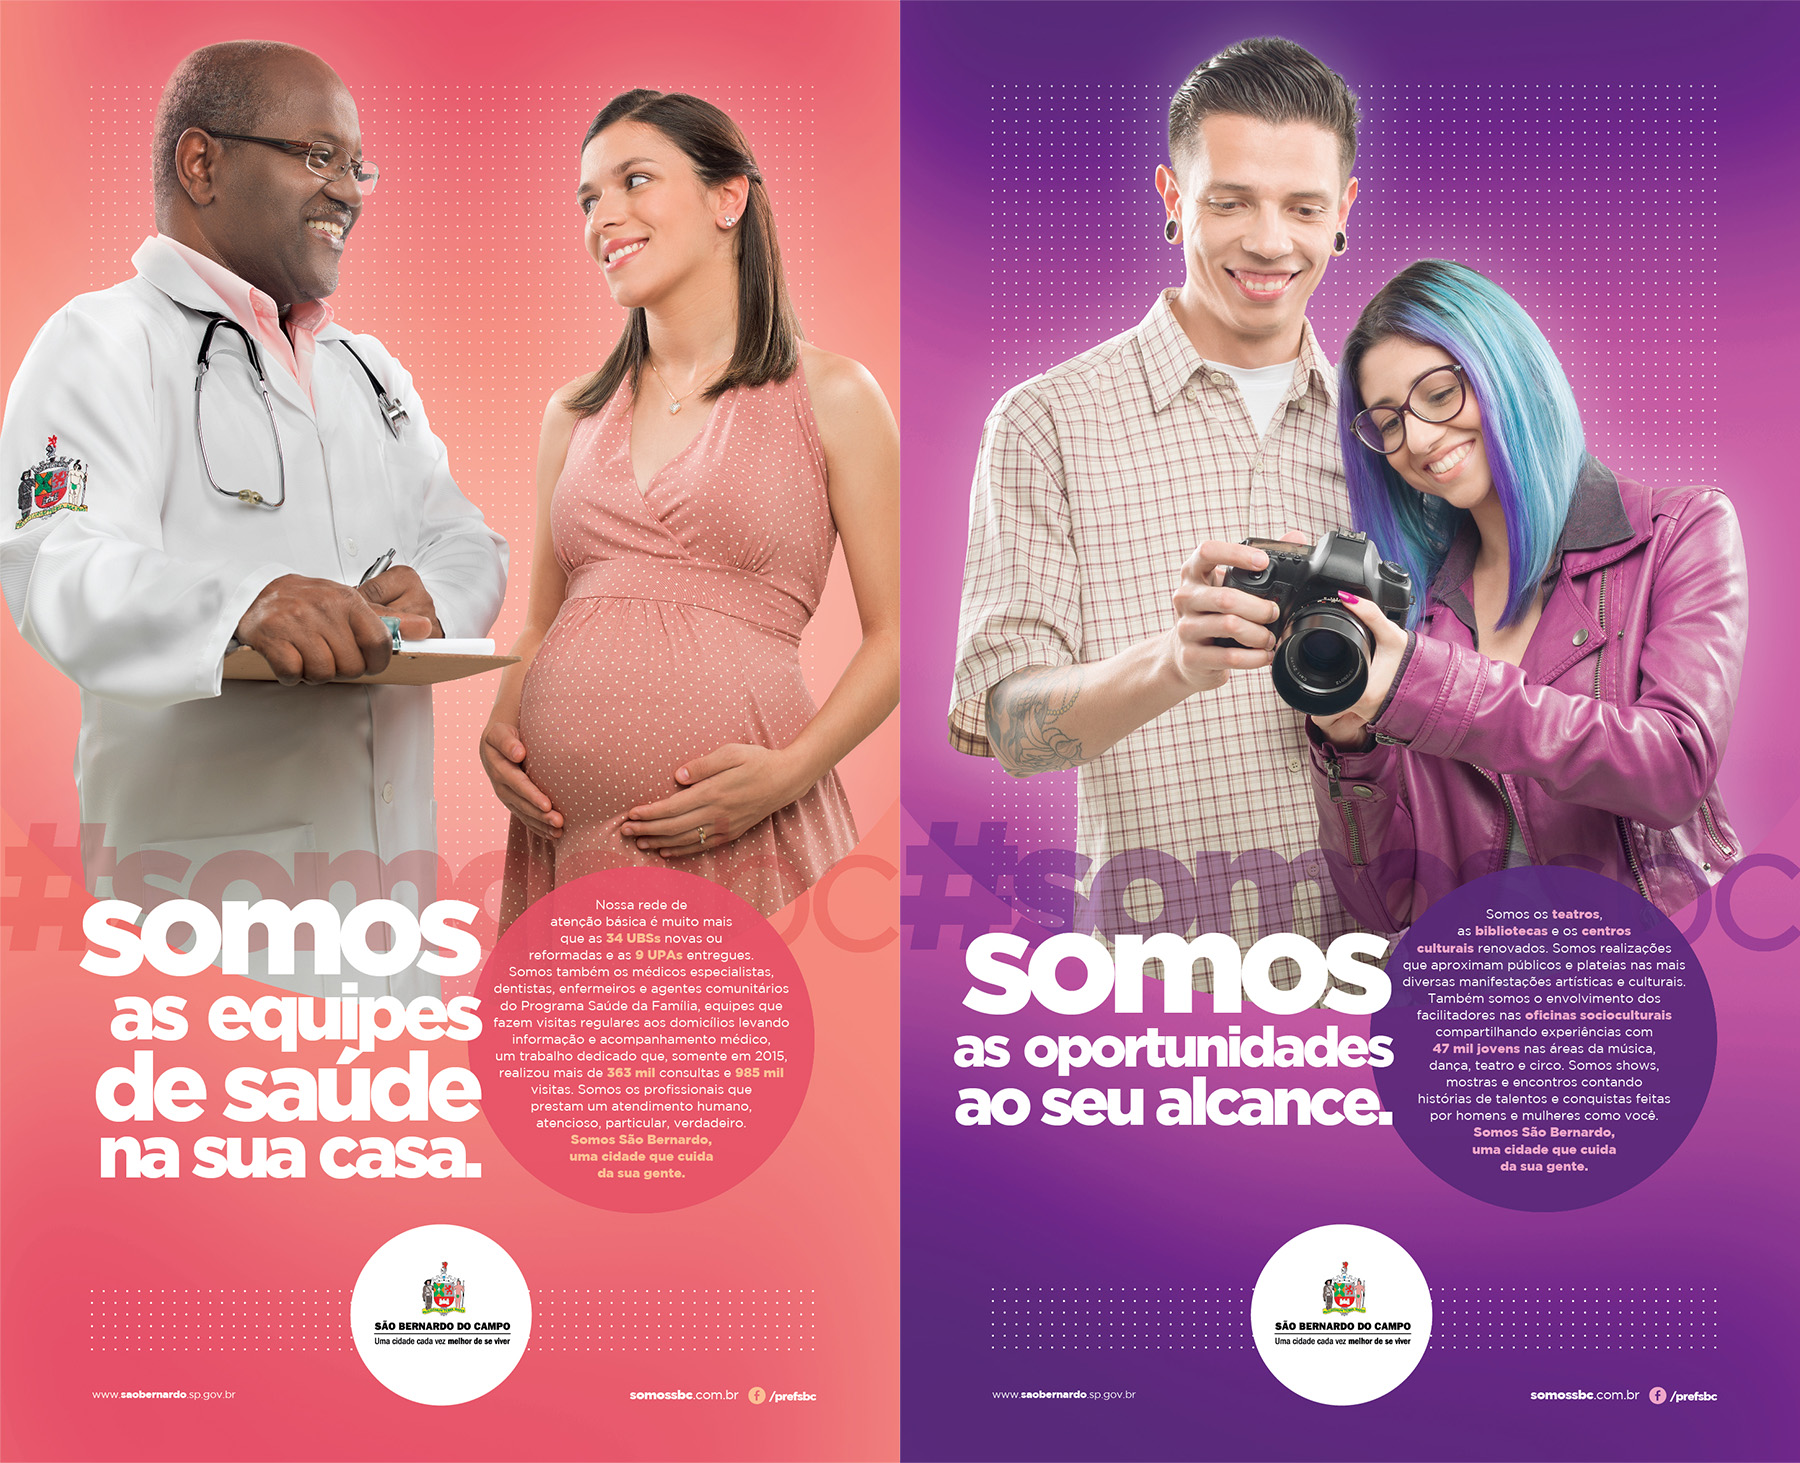 #somossbc
somos
as equipes
de saúde
na sua casa.
Nossa rede de
atenção básica é muito mais
que as 34 UBSs novas ou
reformadas e as 9 UPAs entregues.
Somos também os médicos especialistas,
dentistas, enfermeiros e agentes comunitários
do Programa Saúde da Família, equipes que
fazem visitas regulares aos domicílios levando
informação e acompanhamento médico,
um trabalho dedicado que, somente em 2015,
realizou mais de 363 mil consultas e 985 mil
visitas. Somos os profissionais que
prestam um atendimento humano,
atencioso, particular, verdadeiro.
Somos São Bernardo,
uma cidade que cuida
da sua gente.
SÃO BERNARDO DO CAMPO
Uma cidade cada vez melhor de se viver
www.saobernardo.sp.gov.br
somossbc.com.br f /prefsbc
#somossbc
somos
as oportunidades
ao seu alcance.
Somos os teatros,
as bibliotecas e os centros
culturais renovados. Somos realizações
que aproximam públicos e plateias nas mais
diversas manifestações artísticas e culturais.
Também somos o envolvimento dos
facilitadores nas oficinas socioculturais
compartilhando experiências com
47 mil jovens nas áreas da música,
dança, teatro e circo. Somos shows,
mostras e encontros contando
histórias de talentos e conquistas feitas
por homens e mulheres como você.
Somos São Bernardo,
uma cidade que cuida
da sua gente.
SÃO BERNARDO DO CAMPO
Uma cidade cada vez melhor de se viver
www.saobernardo.sp.gov.br
somossbc.com.br f /prefsbc